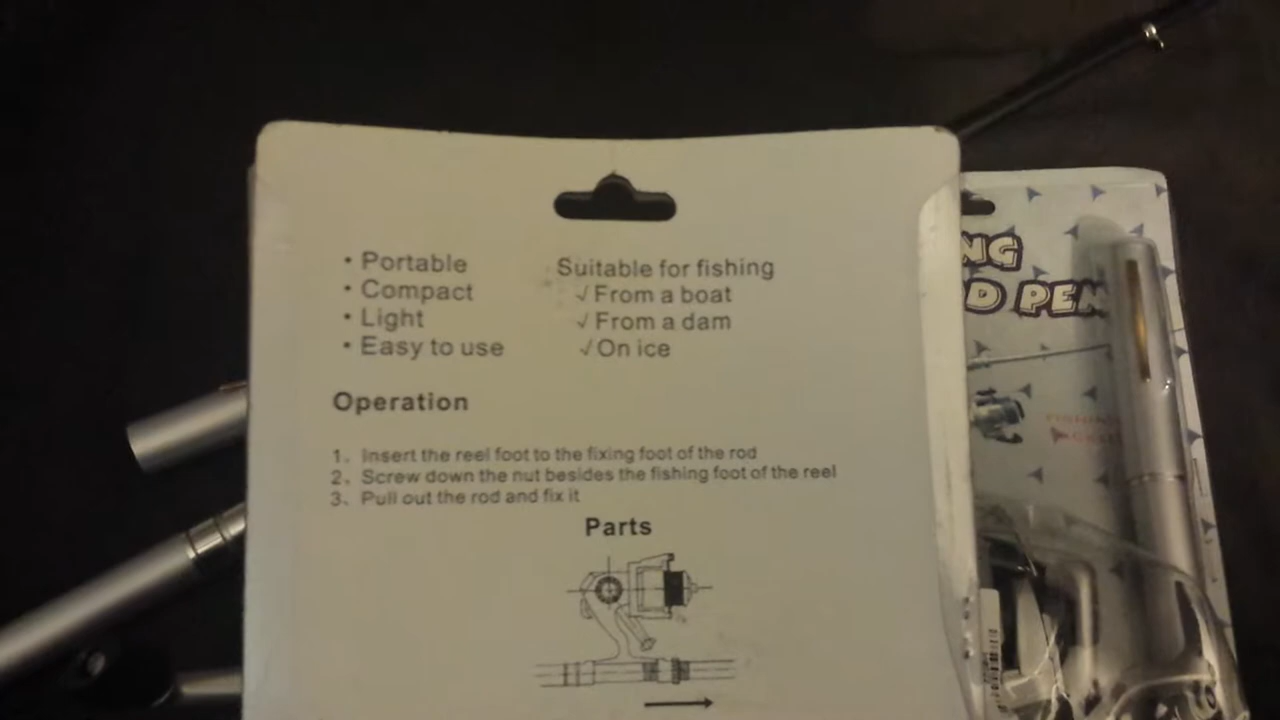 • Portable
• Compact
• Light
• Easy to use
Suitable for fishing
√ From a boat
√ From a dam
√ On ice
Operation
1、 Insert the reel foot to the fixing foot of the rod
2、 Screw down the nut besides the fishing foot of the reel
3、 Pull out the rod and fix it
Parts
NG
D PEN